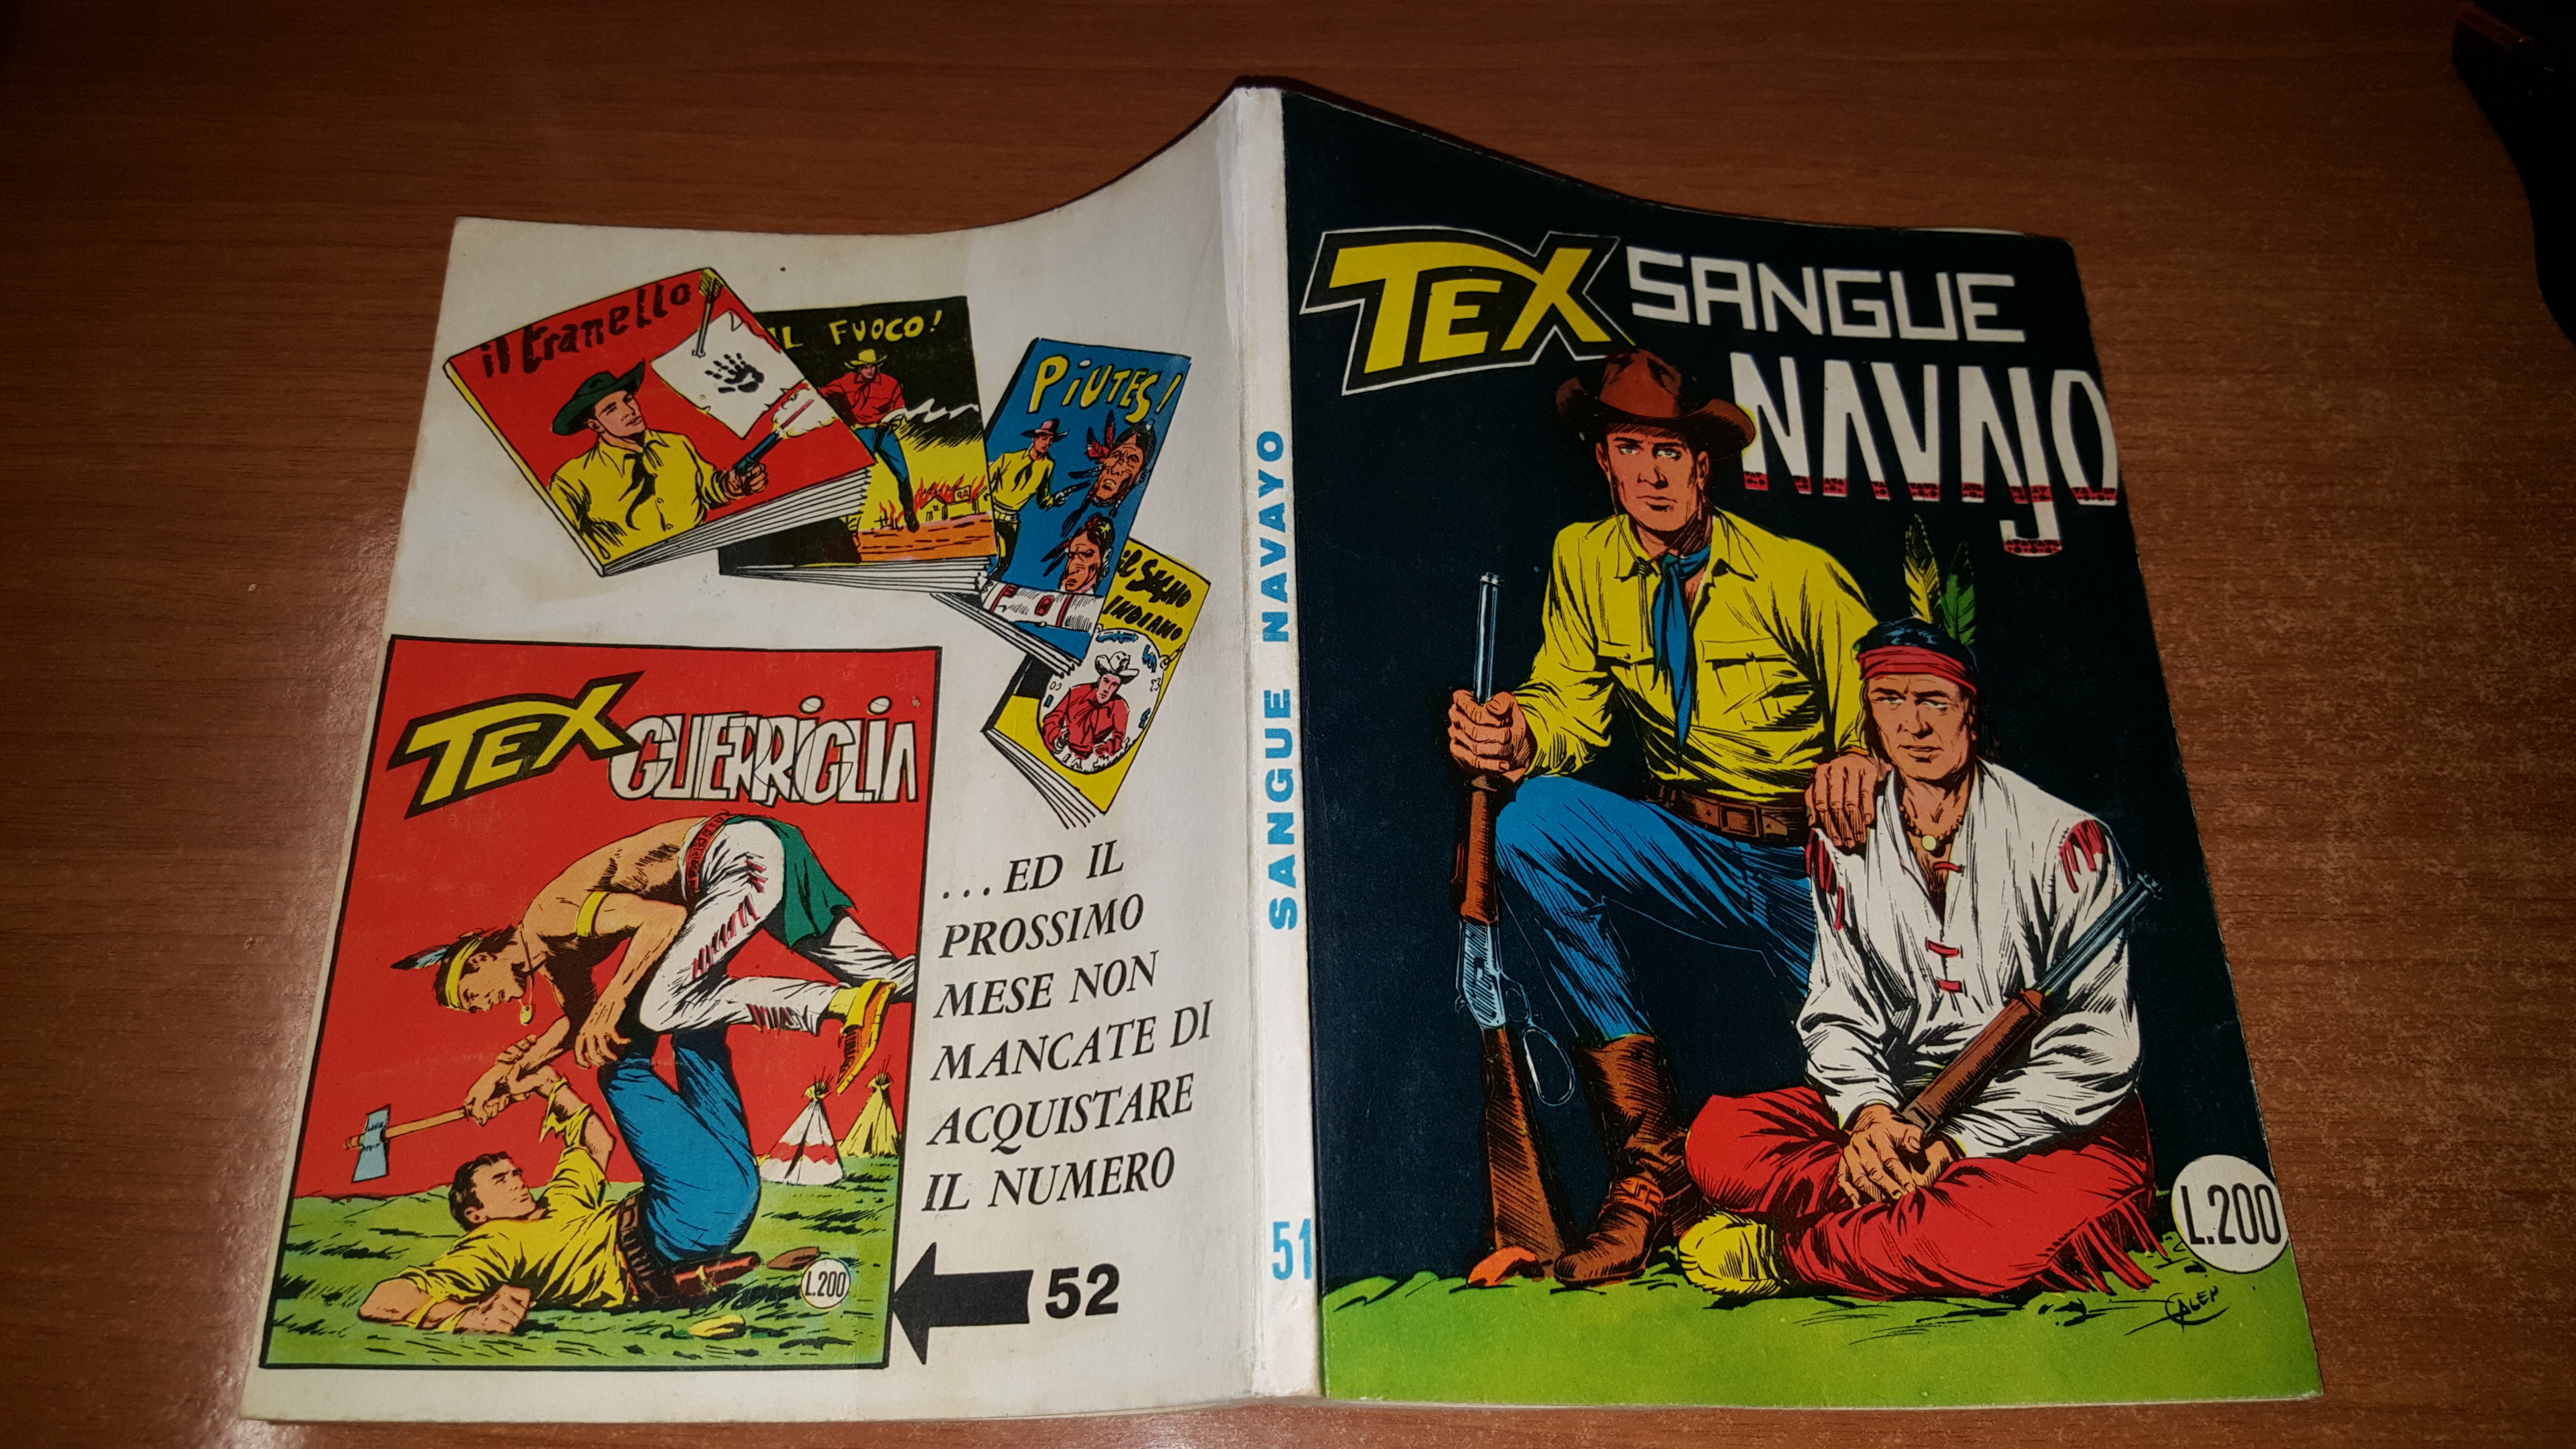 il tranello
IL FUOCO!
PIUTES!
il SEGNO
INDIANO
TEX GUERRIGLIA
L.200
...ED IL
PROSSIMO
MESE NON
MANCATE DI
ACQUISTARE
IL NUMERO
52
SANGUE NAVAYO
51
TEX SANGUE
NAVAJO
L.200
GALEP